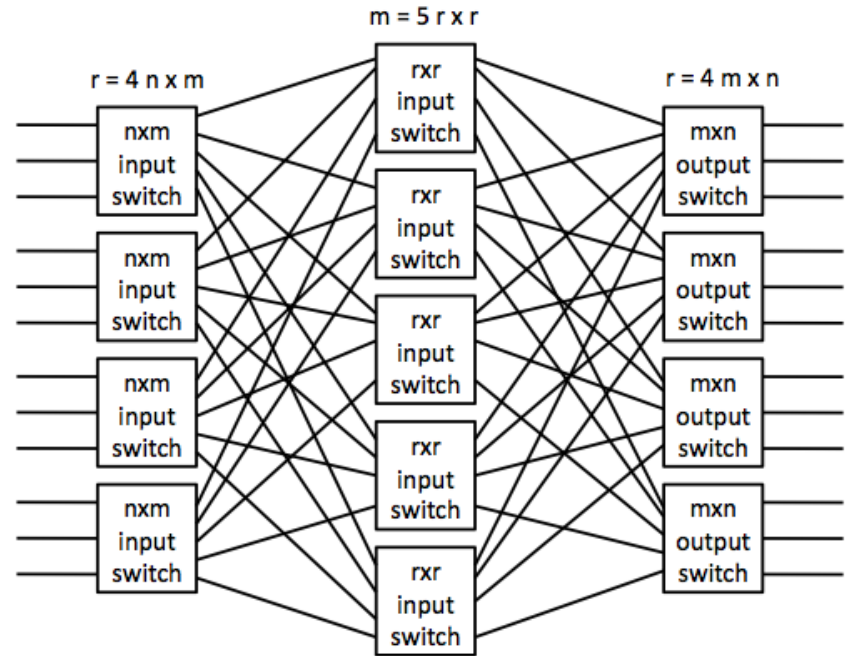 m = 5 r x r
r = 4 n x m
r = 4 m x n
nxm
input
switch
nxm
input
switch
nxm
input
switch
nxm
input
switch
rxr
input
switch
rxr
input
switch
rxr
input
switch
rxr
input
switch
rxr
input
switch
mxn
output
switch
mxn
output
switch
mxn
output
switch
mxn
output
switch